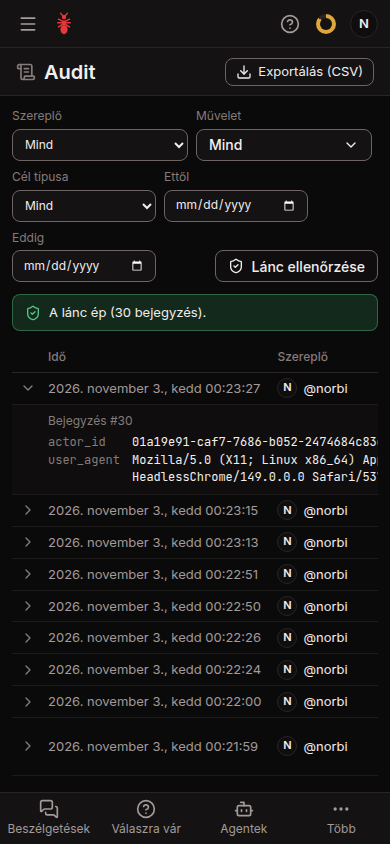 N
Audit
Exportálás (CSV)
Szereplő
Művelet
Mind
Mind
Cél típusa
Ettől
Mind
mm/dd/yyyy
Eddig
mm/dd/yyyy
Lánc ellenőrzése
A lánc ép (30 bejegyzés).
Idő
Szereplő
2026. november 3., kedd 00:23:27
N
@norbi
Bejegyzés #30
actor_id
01a19e91-caf7-7686-b052-2474684c83
user_agent
Mozilla/5.0 (X11; Linux x86_64) Ap
HeadlessChrome/149.0.0.0 Safari/53
2026. november 3., kedd 00:23:15
N
@norbi
2026. november 3., kedd 00:23:13
N
@norbi
2026. november 3., kedd 00:22:51
N
@norbi
2026. november 3., kedd 00:22:50
N
@norbi
2026. november 3., kedd 00:22:26
N
@norbi
2026. november 3., kedd 00:22:24
N
@norbi
2026. november 3., kedd 00:22:00
N
@norbi
2026. november 3., kedd 00:21:59
N
@norbi
Beszélgetések
Válaszra vár
Agentek
Több